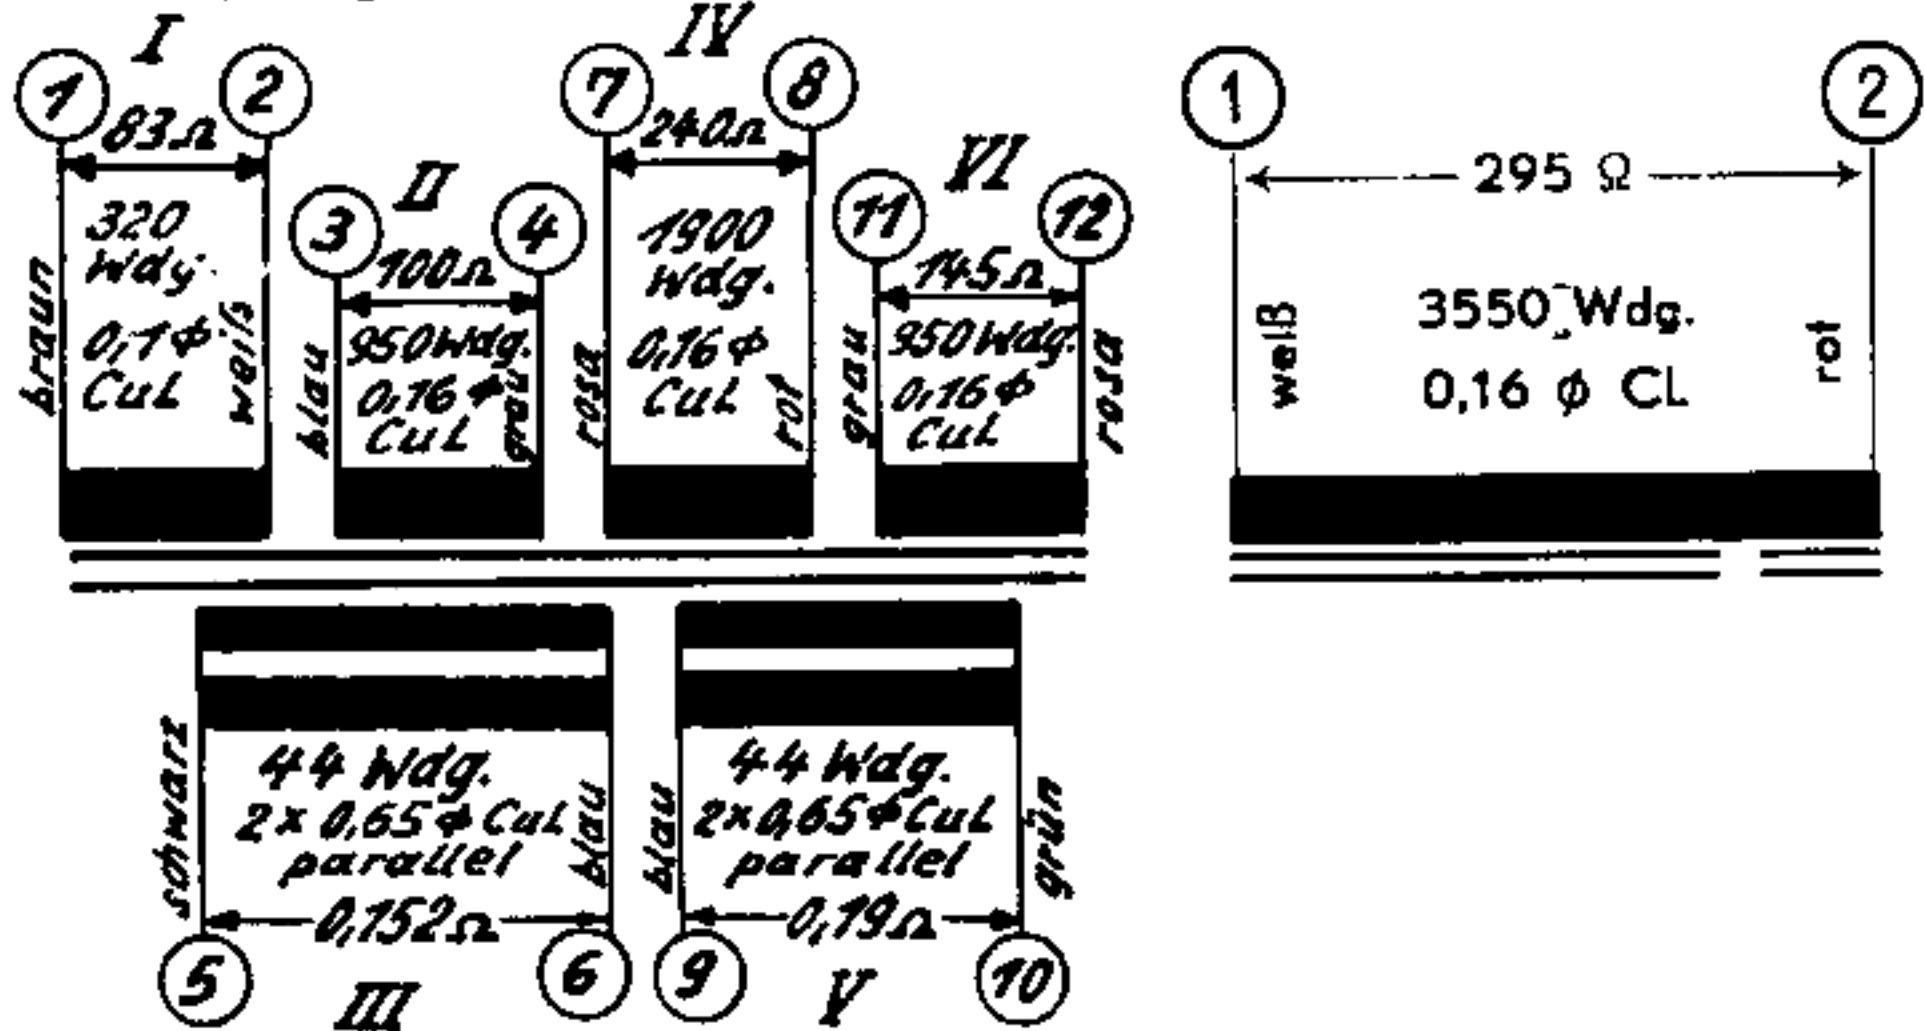 I
1
2
83Ω
320
Wdg.
0,1 ϕ
CuL
braun
weiß
II
3
4
100Ω
950 Wdg.
0,16 ϕ
CuL
blau
grau
IV
7
8
240Ω
1900
Wdg.
0,16 ϕ
CuL
rosa
rot
VI
11
12
145Ω
950 Wdg.
0,16 ϕ
CuL
grau
rosa
1
2
295 Ω
3550 Wdg.
0,16 ϕ CL
weiß
rot
schwarz
44 Wdg.
2 x 0,65 ϕ CuL
parallel
blau
0,152Ω
5
6
III
blau
44 Wdg.
2 x 0,65 ϕ CuL
parallel
grün
0,19Ω
9
10
V